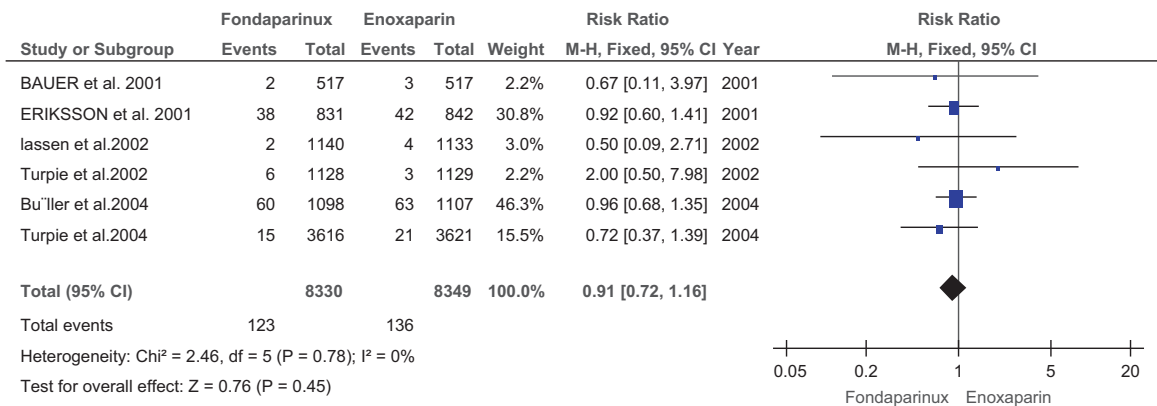 Fondaparinux Enoxaparin Risk Ratio Risk Ratio
Study or Subgroup Events Total Events Total Weight M-H, Fixed, 95% CI Year M-H, Fixed, 95% CI
BAUER et al. 2001 2 517 3 517 2.2% 0.67 [0.11, 3.97] 2001
ERIKSSON et al. 2001 38 831 42 842 30.8% 0.92 [0.60, 1.41] 2001
lassen et al.2002 2 1140 4 1133 3.0% 0.50 [0.09, 2.71] 2002
Turpie et al.2002 6 1128 3 1129 2.2% 2.00 [0.50, 7.98] 2002
Bu¨ller et al.2004 60 1098 63 1107 46.3% 0.96 [0.68, 1.35] 2004
Turpie et al.2004 15 3616 21 3621 15.5% 0.72 [0.37, 1.39] 2004
Total (95% CI) 8330 8349 100.0% 0.91 [0.72, 1.16]
Total events 123 136
Heterogeneity: Chi² = 2.46, df = 5 (P = 0.78); I² = 0%
Test for overall effect: Z = 0.76 (P = 0.45)
0.05 0.2 1 5 20
Fondaparinux Enoxaparin